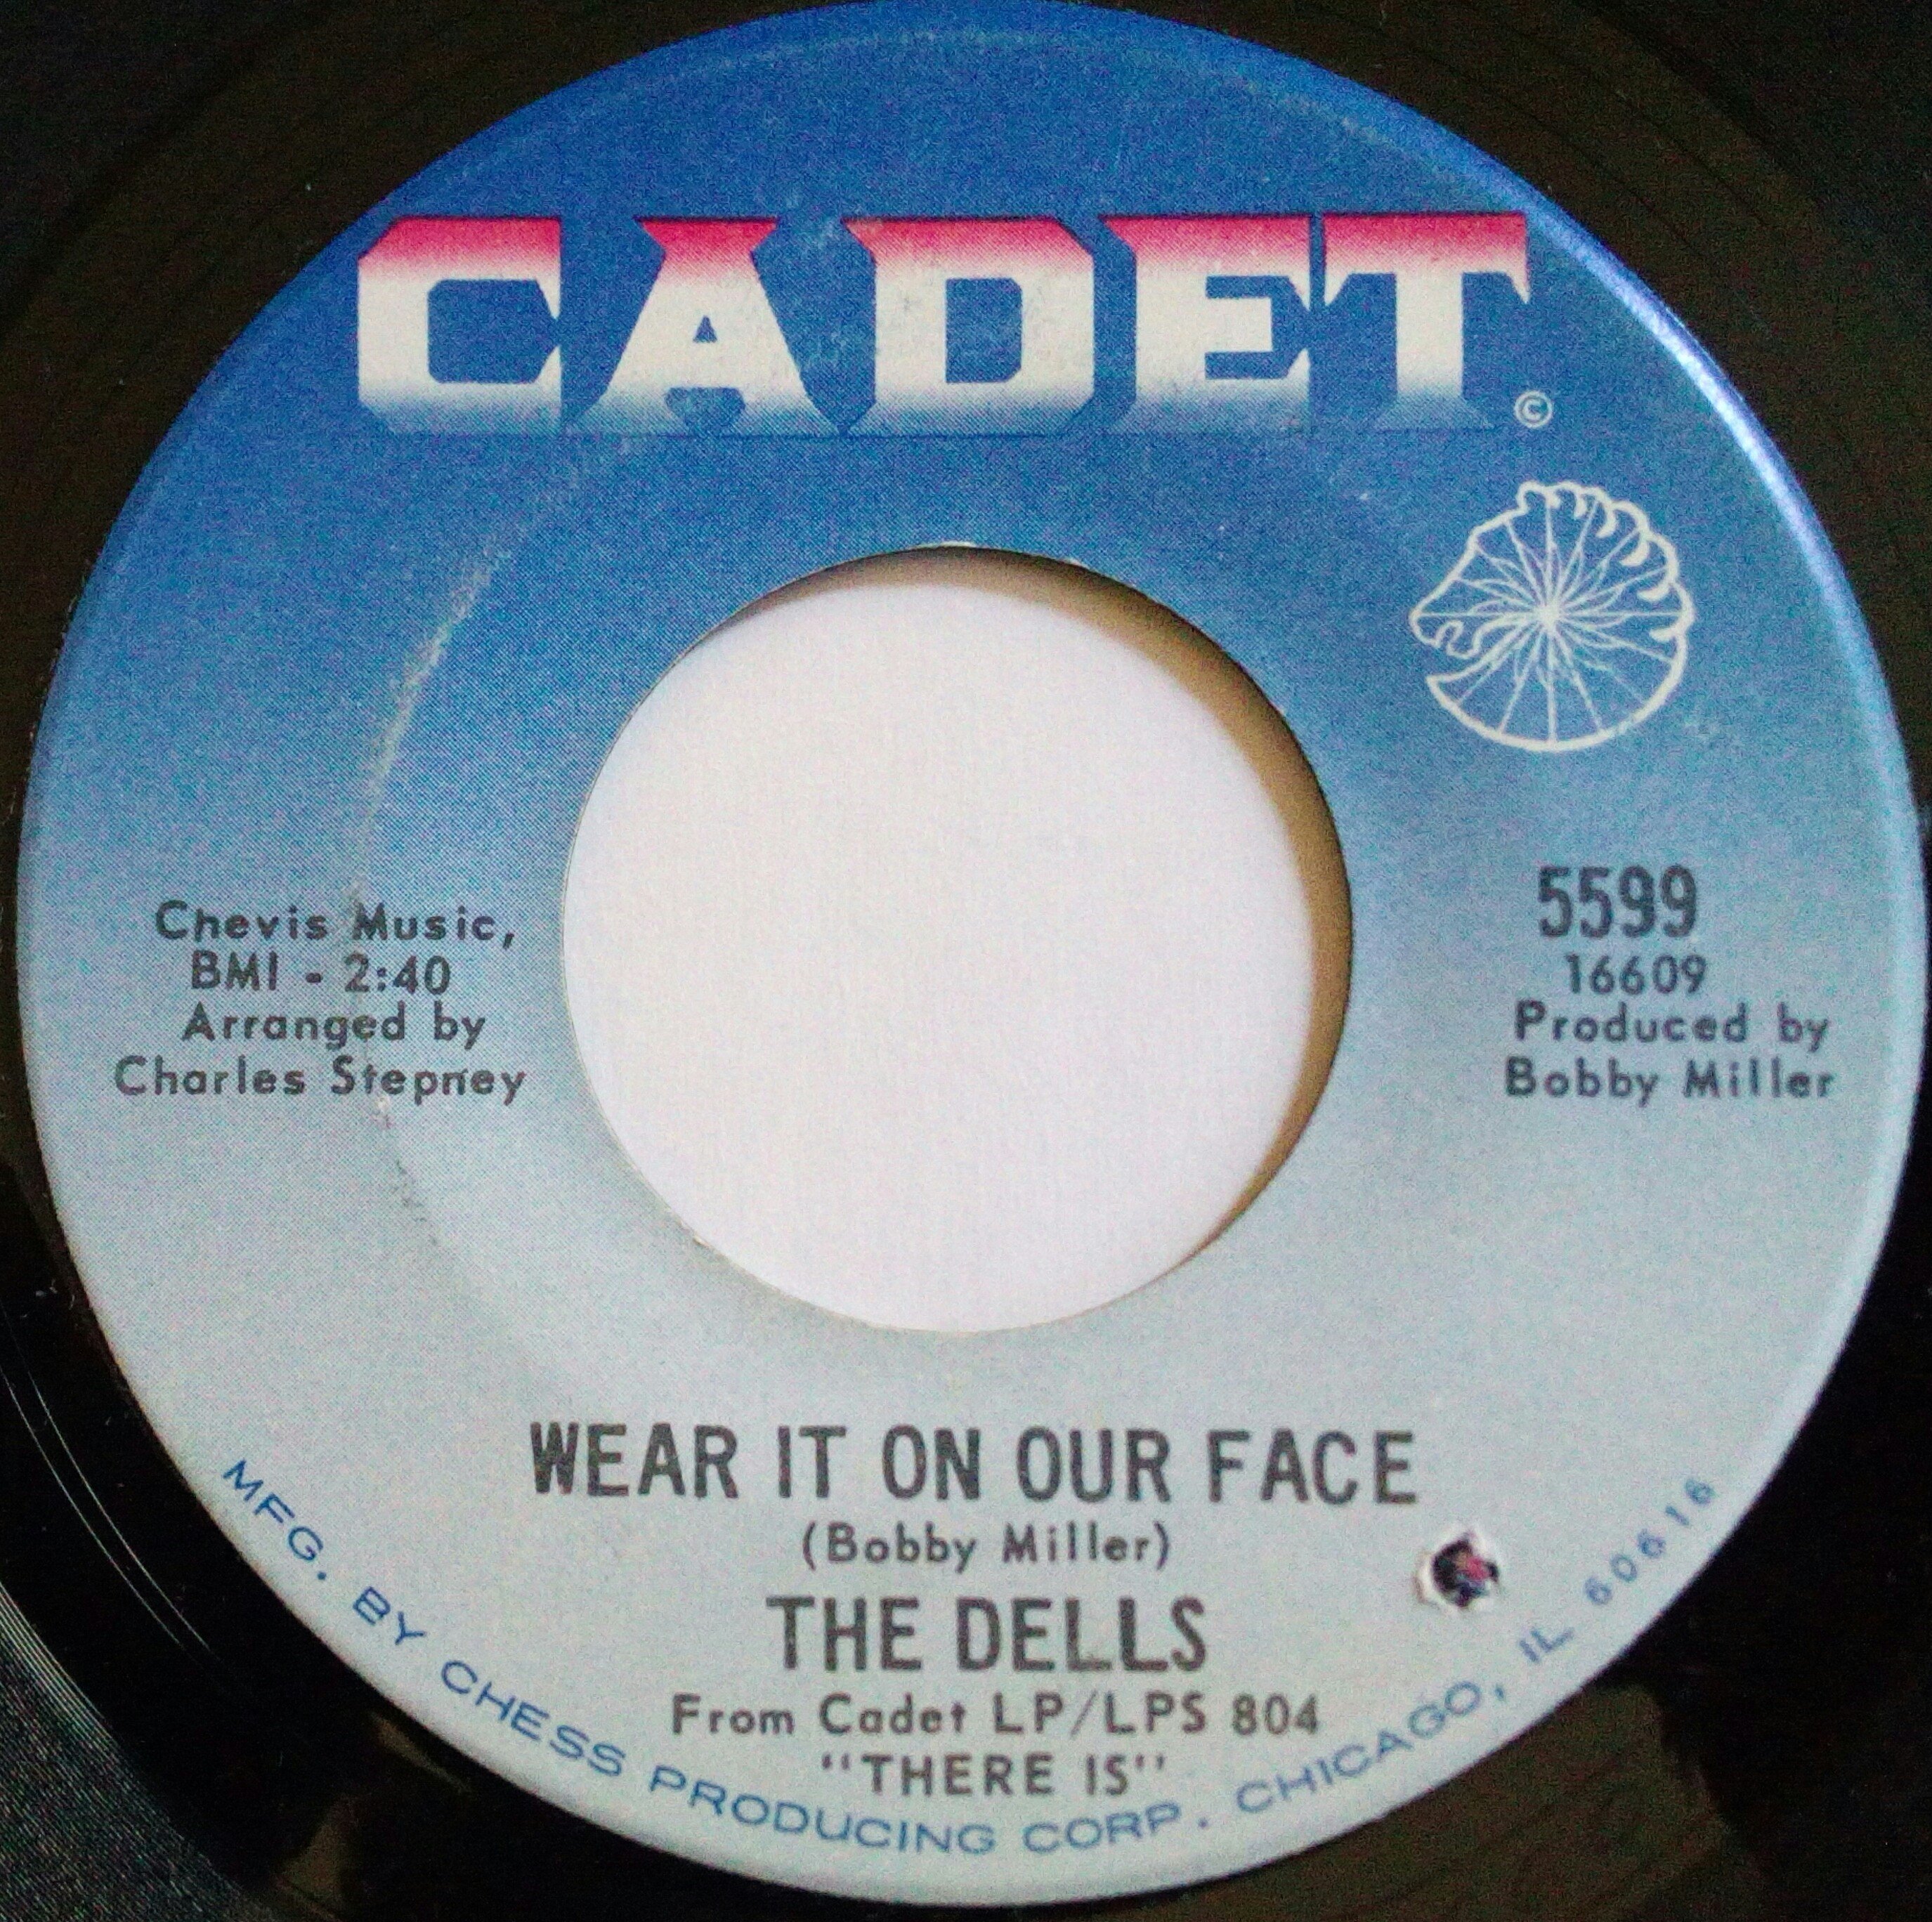 CADET
©
Chevis Music,
BMI - 2:40
Arranged by
Charles Stepney
5599
16609
Produced by
Bobby Miller
WEAR IT ON OUR FACE
(Bobby Miller)
THE DELLS
From Cadet LP/LPS 804
"THERE IS"
MFG. BY CHESS PRODUCING CORP. CHICAGO, IL 60616